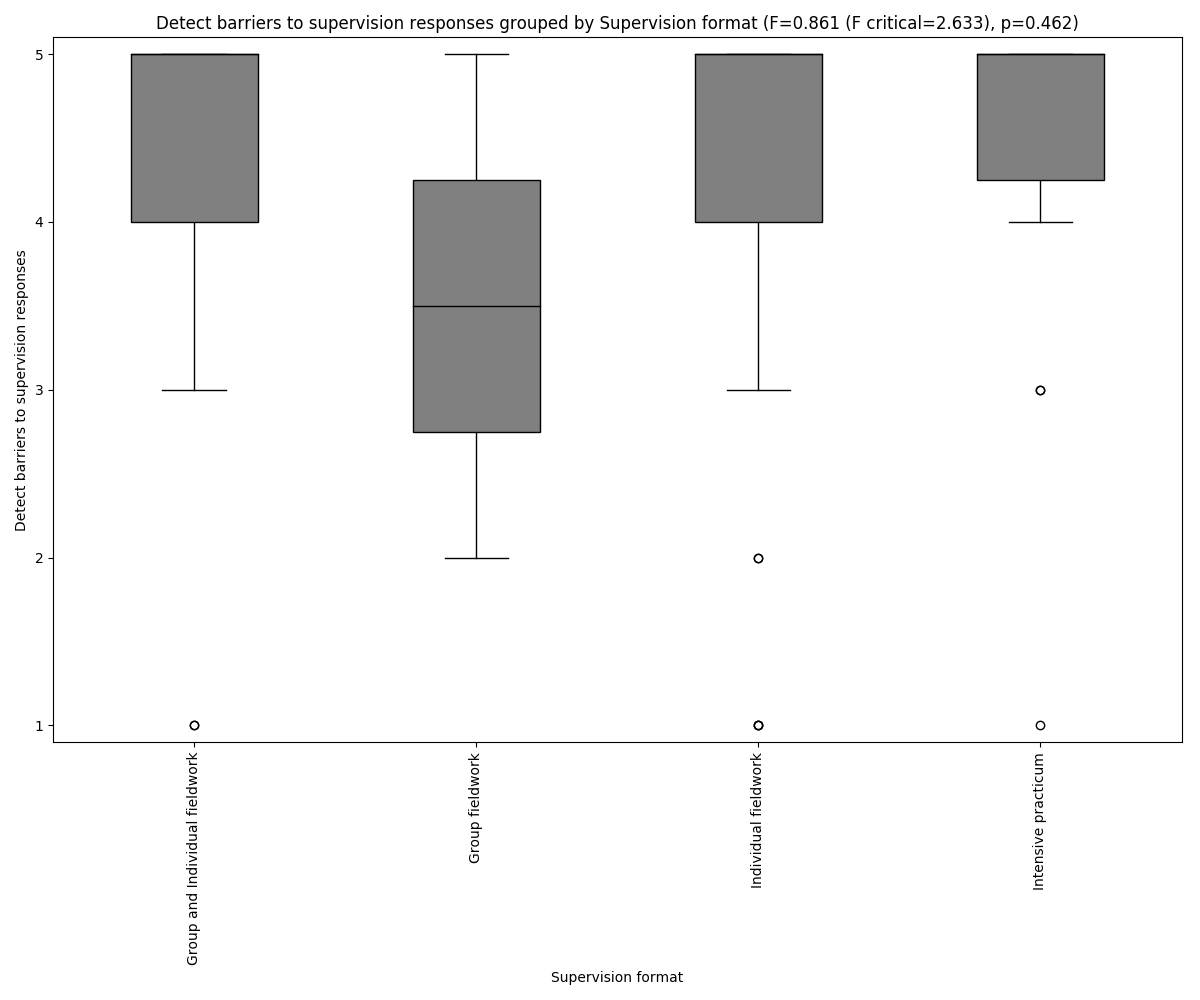 Detect barriers to supervision responses grouped by Supervision format (F=0.861 (F critical=2.633), p=0.462)
Detect barriers to supervision responses
5
4
3
2
1
Group and Individual fieldwork
Group fieldwork
Individual fieldwork
Intensive practicum
Supervision format